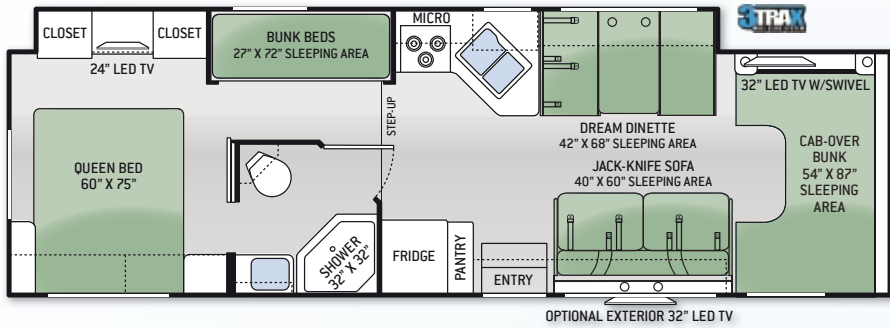 3TRAX
CLOSET
CLOSET
24" LED TV
BUNK BEDS
27" X 72" SLEEPING AREA
MICRO
32" LED TV W/SWIVEL
STEP-UP
DREAM DINETTE
42" X 68" SLEEPING AREA
JACK-KNIFE SOFA
40" X 60" SLEEPING AREA
CAB-OVER
BUNK
54" X 87"
SLEEPING
AREA
QUEEN BED
60" X 75"
SHOWER
32" X 32"
FRIDGE
PANTRY
ENTRY
OPTIONAL EXTERIOR 32" LED TV